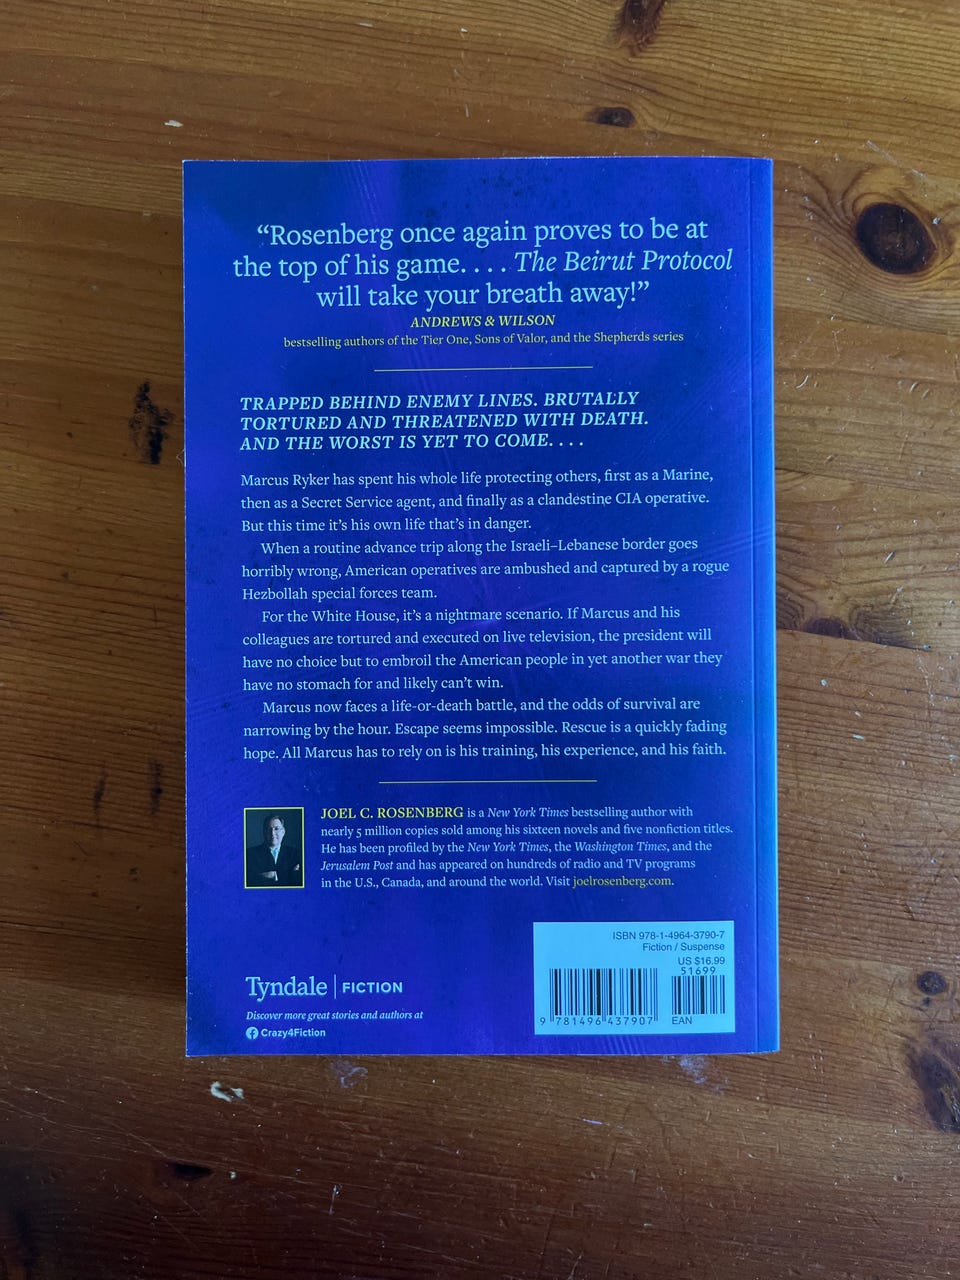 “Rosenberg once again proves to be at
the top of his game. . . . The Beirut Protocol
will take your breath away!”
ANDREWS & WILSON
bestselling authors of the Tier One, Sons of Valor, and the Shepherds series
TRAPPED BEHIND ENEMY LINES. BRUTALLY
TORTURED AND THREATENED WITH DEATH.
AND THE WORST IS YET TO COME. . . .
Marcus Ryker has spent his whole life protecting others, first as a Marine,
then as a Secret Service agent, and finally as a clandestine CIA operative.
But this time it’s his own life that’s in danger.
When a routine advance trip along the Israeli–Lebanese border goes
horribly wrong, American operatives are ambushed and captured by a rogue
Hezbollah special forces team.
For the White House, it’s a nightmare scenario. If Marcus and his
colleagues are tortured and executed on live television, the president will
have no choice but to embroil the American people in yet another war they
have no stomach for and likely can’t win.
Marcus now faces a life-or-death battle, and the odds of survival are
narrowing by the hour. Escape seems impossible. Rescue is a quickly fading
hope. All Marcus has to rely on is his training, his experience, and his faith.
JOEL C. ROSENBERG is a New York Times bestselling author with
nearly 5 million copies sold among his sixteen novels and five nonfiction titles.
He has been profiled by the New York Times, the Washington Times, and the
Jerusalem Post and has appeared on hundreds of radio and TV programs
in the U.S., Canada, and around the world. Visit joelrosenberg.com.
Tyndale | FICTION
Discover more great stories and authors at
Crazy4Fiction
ISBN 978-1-4964-3790-7
Fiction / Suspense
US $16.99
51699
9 781496 437907
EAN